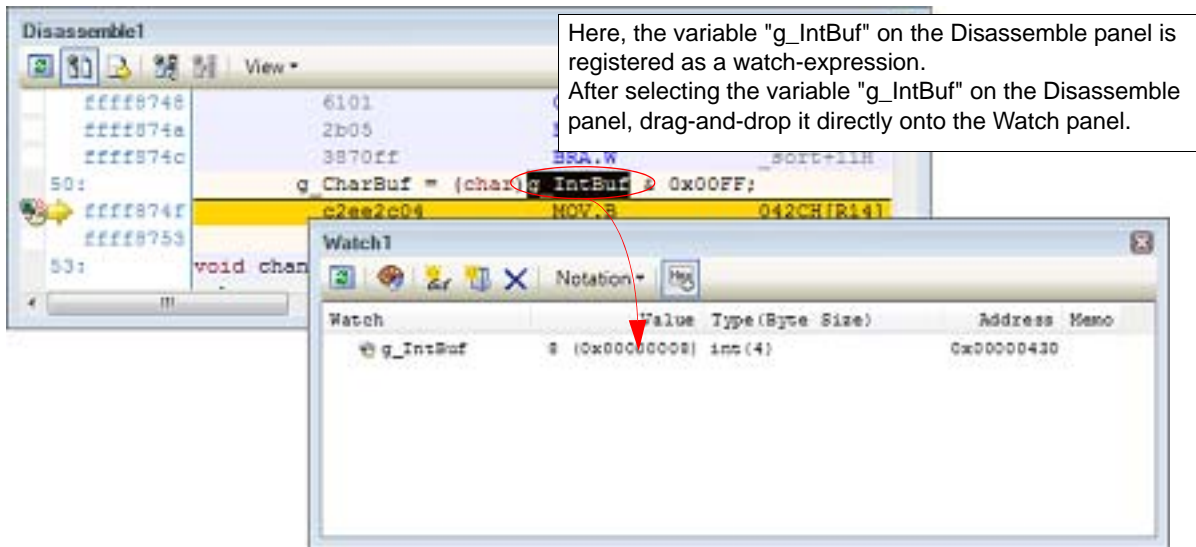 Disassemble1
Here, the variable "g_IntBuf" on the Disassemble panel is
registered as a watch-expression.
After selecting the variable "g_IntBuf" on the Disassemble
panel, drag-and-drop it directly onto the Watch panel.
View
ffff8748 6101
ffff874a 2b05
ffff874c 3870ff BRA.W _sort+11H
50: g_CharBuf = (char)g_IntBuf & 0x00FF;
ffff874f c2ee2c04 MOV.B 042CH[R14]
ffff8753
53: void chan
Watch1
Notation Hex
Watch Value Type(Byte Size) Address Memo
g_IntBuf 8 (0x00000008) int(4) 0x00000430